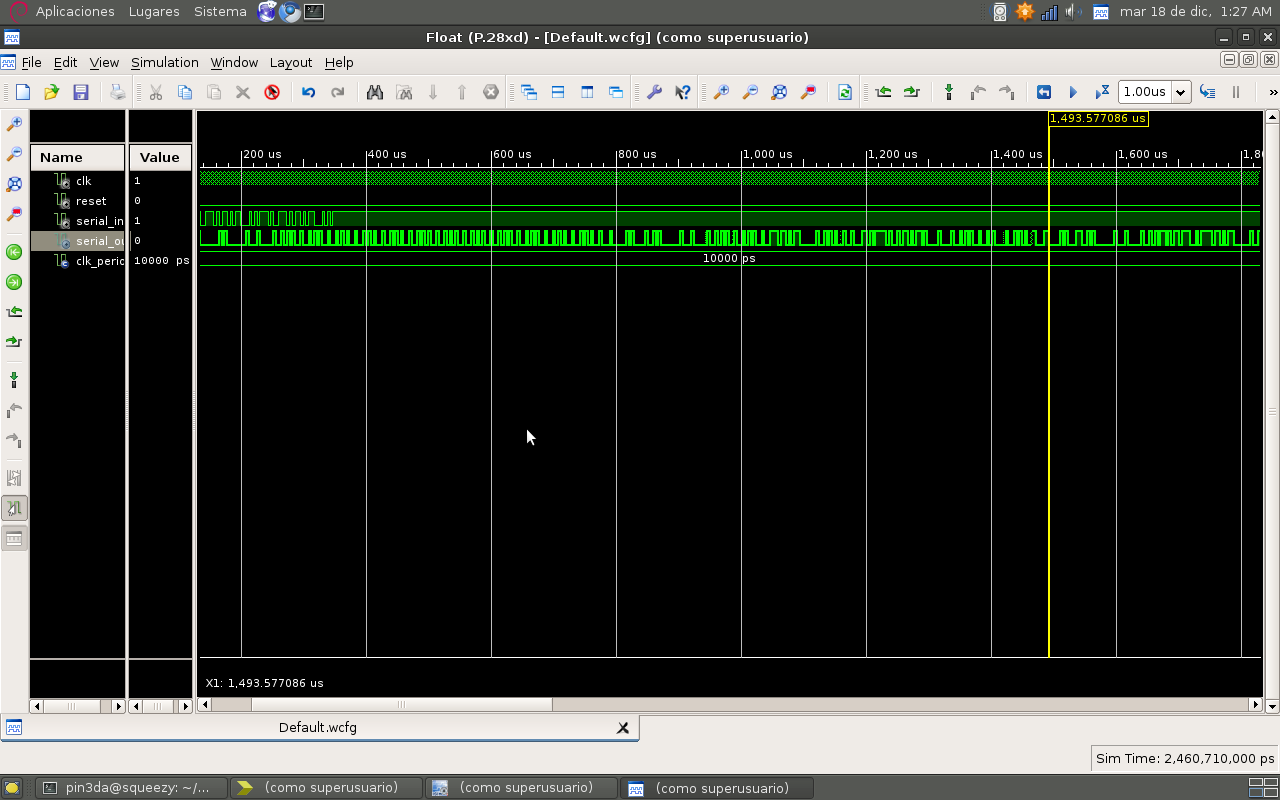 Aplicaciones Lugares Sistema mar 18 de dic, 1:27 AM
Float (P.28xd) - [Default.wcfg] (como superusuario)
File Edit View Simulation Window Layout Help
1.00us »
1,493.577086 us
Name Value
200 us 400 us 600 us 800 us 1,000 us 1,200 us 1,400 us 1,600 us 1,8
clk 1
reset 0
serial_in 1
serial_ou 0
clk_peric 10000 ps 10000 ps
X1: 1,493.577086 us
Default.wcfg
Sim Time: 2,460,710,000 ps
pin3da@squeezy: ~/... (como superusuario) (como superusuario) (como superusuario)